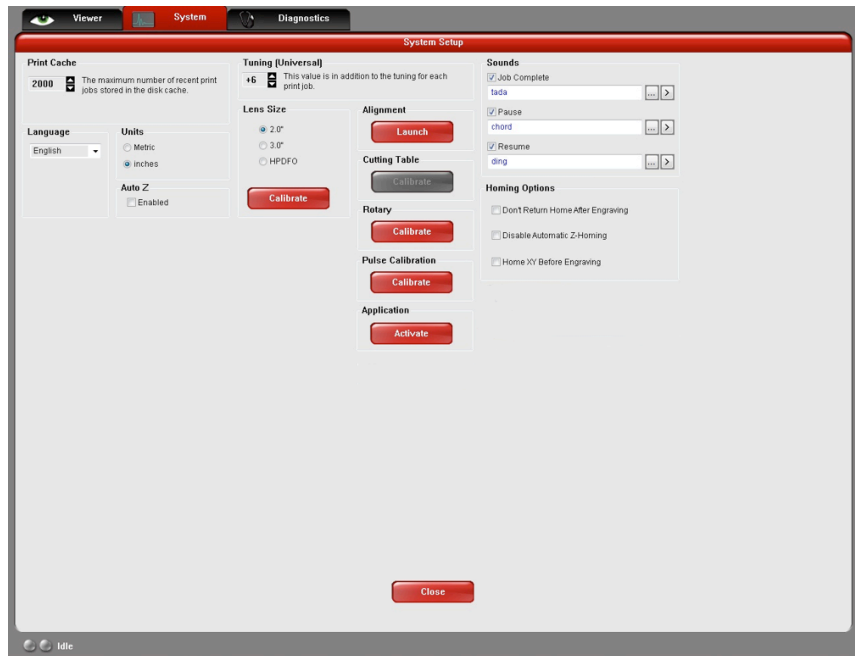 Viewer
System
Diagnostics
System Setup
Print Cache
2000
The maximum number of recent print
jobs stored in the disk cache.
Language
English
Units
Metric
inches
Auto Z
Enabled
Tuning (Universal)
+6
This value is in addition to the tuning for each
print job.
Lens Size
2.0"
3.0"
HPDFO
Calibrate
Alignment
Launch
Cutting Table
Calibrate
Rotary
Calibrate
Pulse Calibration
Calibrate
Application
Activate
Sounds
Job Complete
tada
... >
Pause
chord
... >
Resume
ding
... >
Homing Options
Don't Return Home After Engraving
Disable Automatic Z-Homing
Home XY Before Engraving
Close
Idle